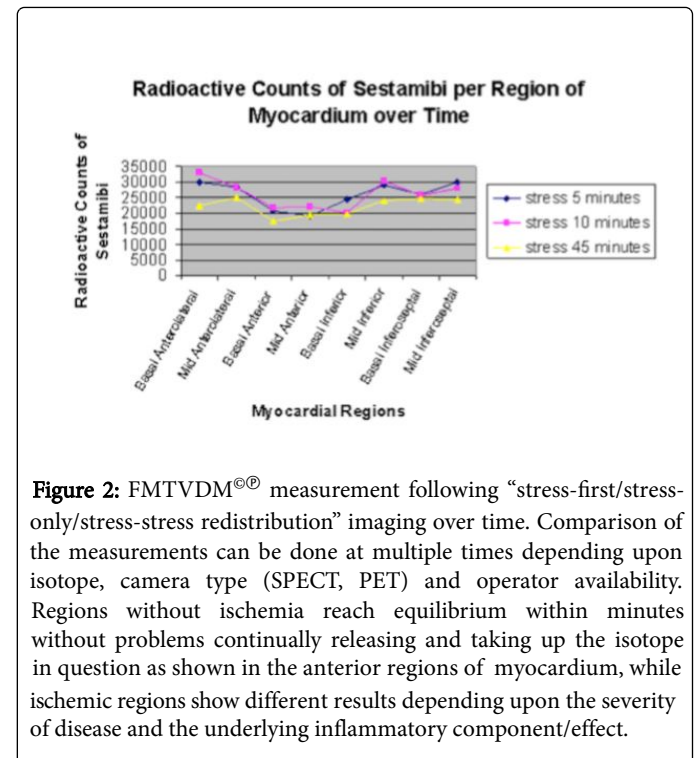 Radioactive Counts of Sestamibi per Region of
Myocardium over Time
Radioactive Counts of
Sestamibi
35000
30000
25000
20000
15000
10000
5000
0
stress 5 minutes
stress 10 minutes
stress 45 minutes
Basal Anterolateral
Mid Anterolateral
Basal Anterior
Mid Anterior
Basal Inferior
Mid Inferior
Basal Inferoseptal
Mid Inferoseptal
Myocardial Regions
Figure 2: FMTVDM©℗ measurement following “stress-first/stress-
only/stress-stress redistribution” imaging over time. Comparison of
the measurements can be done at multiple times depending upon
isotope, camera type (SPECT, PET) and operator availability.
Regions without ischemia reach equilibrium within minutes
without problems continually releasing and taking up the isotope
in question as shown in the anterior regions of myocardium, while
ischemic regions show different results depending upon the severity
of disease and the underlying inflammatory component/effect.